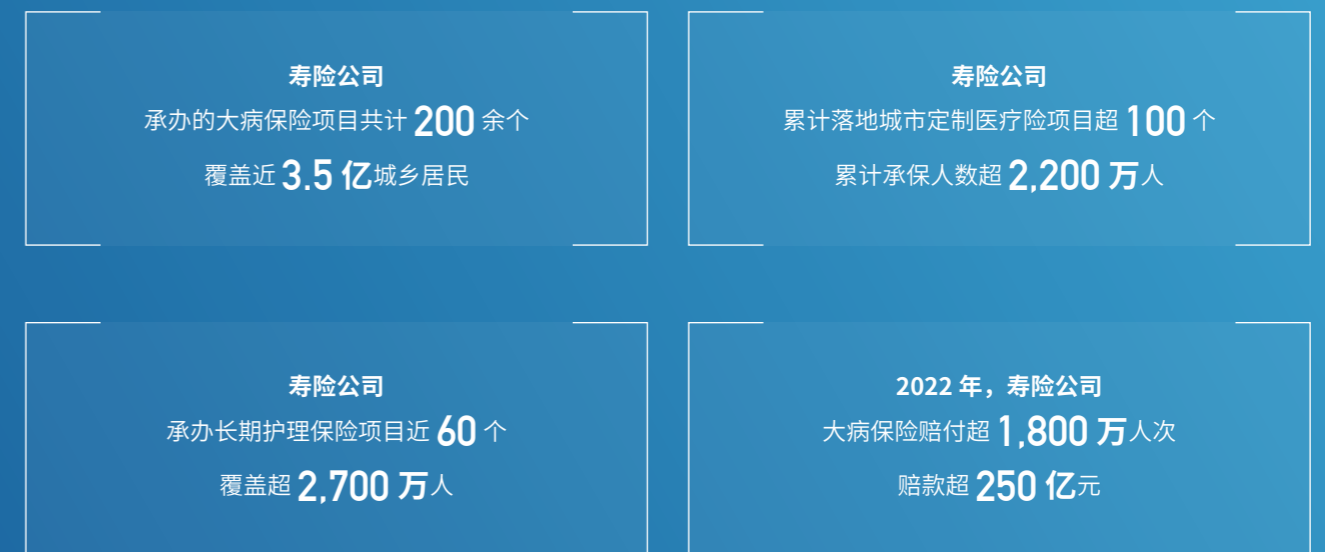 寿险公司
承办的大病保险项目共计 200 余个
覆盖近 3.5 亿城乡居民
寿险公司
累计落地城市定制医疗险项目超 100 个
累计承保人数超 2,200 万人
寿险公司
承办长期护理保险项目近 60 个
覆盖超 2,700 万人
2022 年，寿险公司
大病保险赔付超 1,800 万人次
赔款超 250 亿元